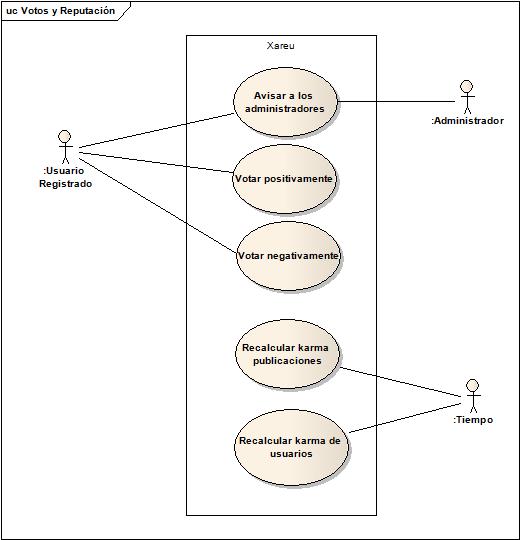 uc Votos y Reputación
Xareu
Avisar a los
administradores
:Administrador
:Usuario
Registrado
Votar positivamente
Votar negativamente
Recalcular karma
publicaciones
:Tiempo
Recalcular karma de
usuarios